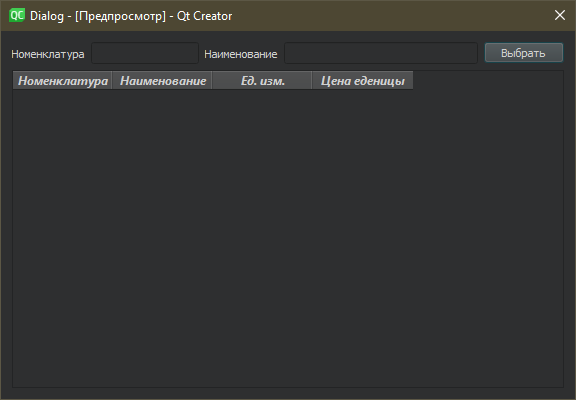 QC Dialog - [Предпросмотр] - Qt Creator
Номенклатура Наименование Выбрать
Номенклатура Наименование Ед. изм. Цена еденицы